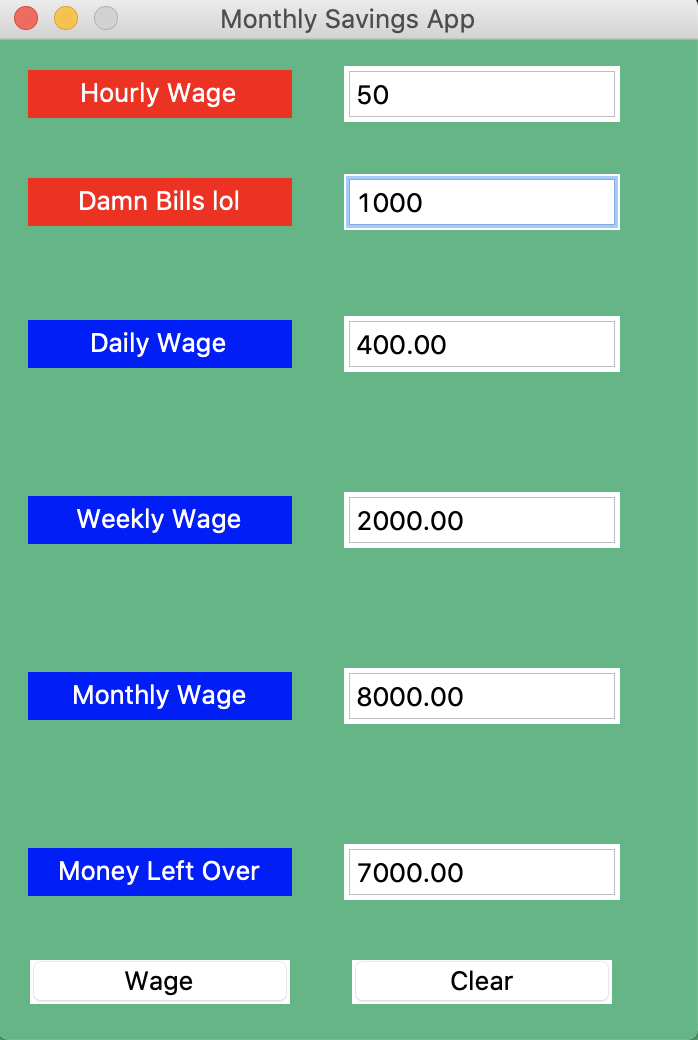 Monthly Savings App
Hourly Wage 50
Damn Bills lol 1000
Daily Wage 400.00
Weekly Wage 2000.00
Monthly Wage 8000.00
Money Left Over 7000.00
Wage Clear